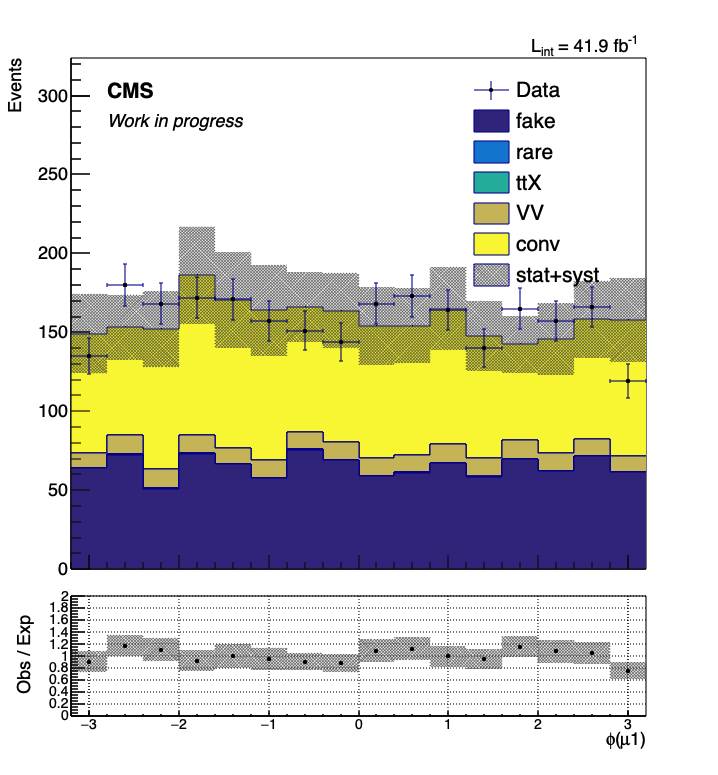 L_int = 41.9 fb⁻¹
Events
CMS
Work in progress
Data
fake
rare
ttX
VV
conv
stat+syst
300
250
200
150
100
50
0
Obs / Exp
2
1.8
1.6
1.4
1.2
1
0.8
0.6
0.4
0.2
0
−3
−2
−1
0
1
2
3
ϕ(μ1)